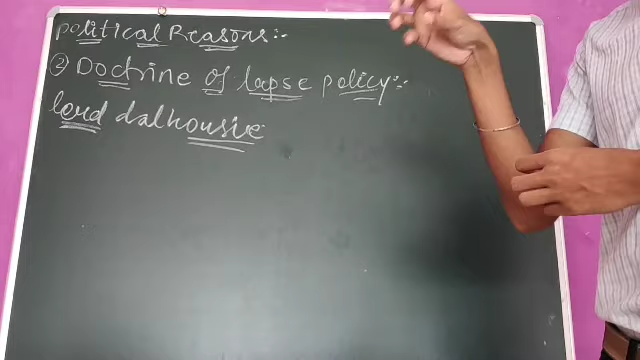 political Reasons:-
② Doctrine of lapse policy:-
lord dalhousie